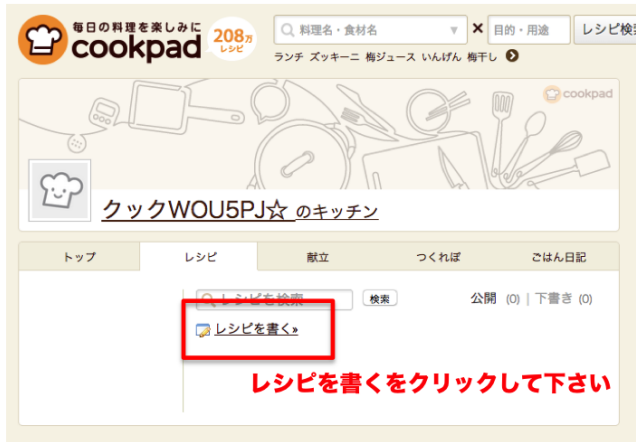 毎日の料理を楽しみに
cookpad
208万
レシピ
料理名・食材名 ▼ × 目的・用途 レシピ検
ランチ ズッキーニ 梅ジュース いんげん 梅干し
cookpad
クックWOU5PJ☆ のキッチン
トップ レシピ 献立 つくれぽ ごはん日記
レシピを検索 検索 公開 (0) | 下書き (0)
レシピを書く»
レシピを書くをクリックして下さい